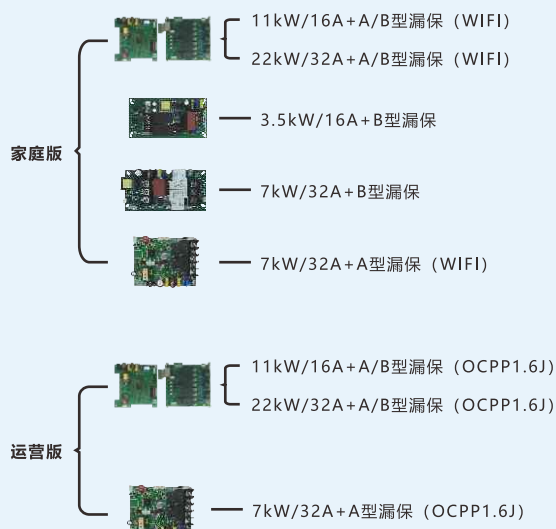 11kW/16A+A/B型漏保（WIFI）
22kW/32A+A/B型漏保（WIFI）
3.5kW/16A+B型漏保
家庭版
7kW/32A+B型漏保
7kW/32A+A型漏保（WIFI）
11kW/16A+A/B型漏保（OCPP1.6J）
22kW/32A+A/B型漏保（OCPP1.6J）
运营版
7kW/32A+A型漏保（OCPP1.6J）